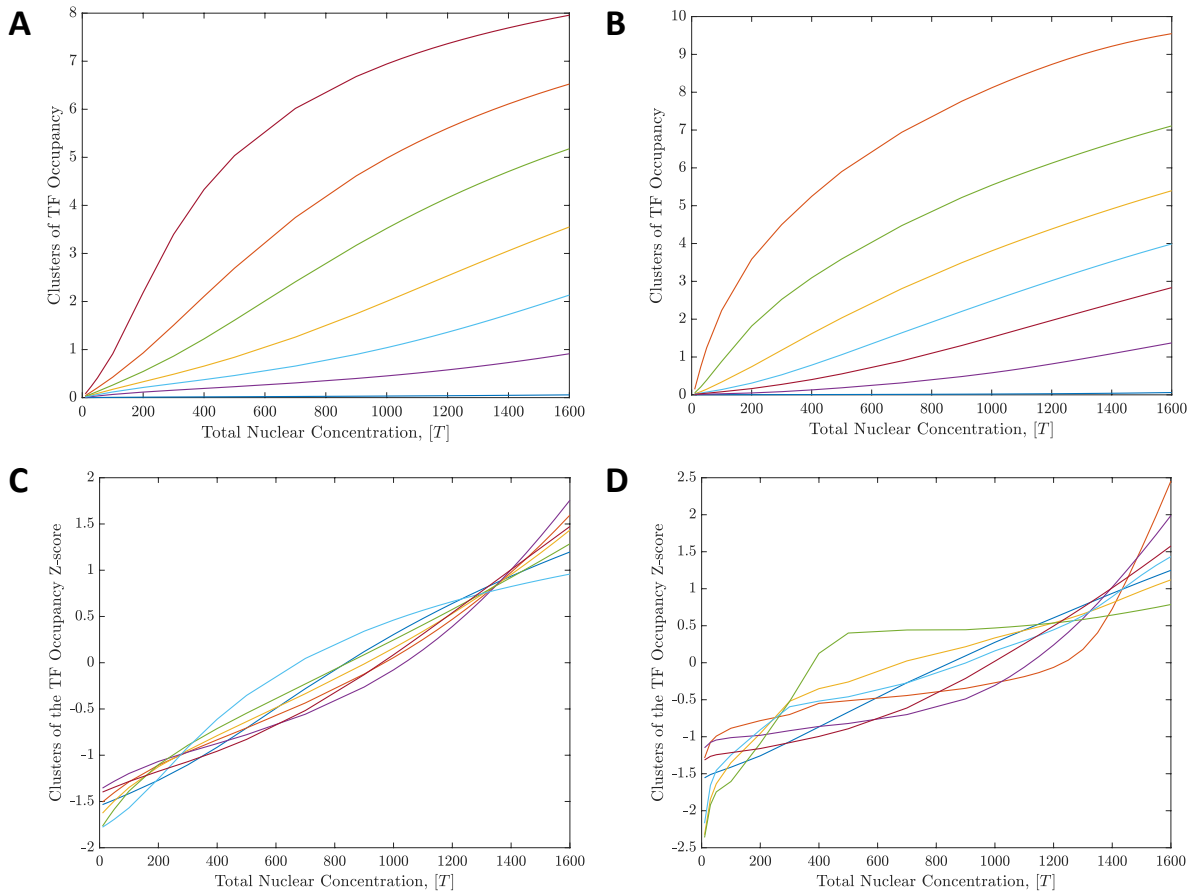 A
Clusters of TF Occupancy
8
7
6
5
4
3
2
1
0
0 200 400 600 800 1000 1200 1400 1600
Total Nuclear Concentration, [T]
B
Clusters of TF Occupancy
10
9
8
7
6
5
4
3
2
1
0
0 200 400 600 800 1000 1200 1400 1600
Total Nuclear Concentration, [T]
C
Clusters of the TF Occupancy Z-score
2
1.5
1
0.5
0
-0.5
-1
-1.5
-2
0 200 400 600 800 1000 1200 1400 1600
Total Nuclear Concentration, [T]
D
Clusters of the TF Occupancy Z-score
2.5
2
1.5
1
0.5
0
-0.5
-1
-1.5
-2
-2.5
0 200 400 600 800 1000 1200 1400 1600
Total Nuclear Concentration, [T]